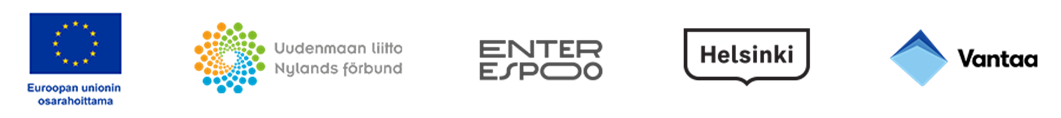 Euroopan unionin
osarahoittama
Uudenmaan liitto
Nylands förbund
ENTER
ESPOO
Helsinki
Vantaa